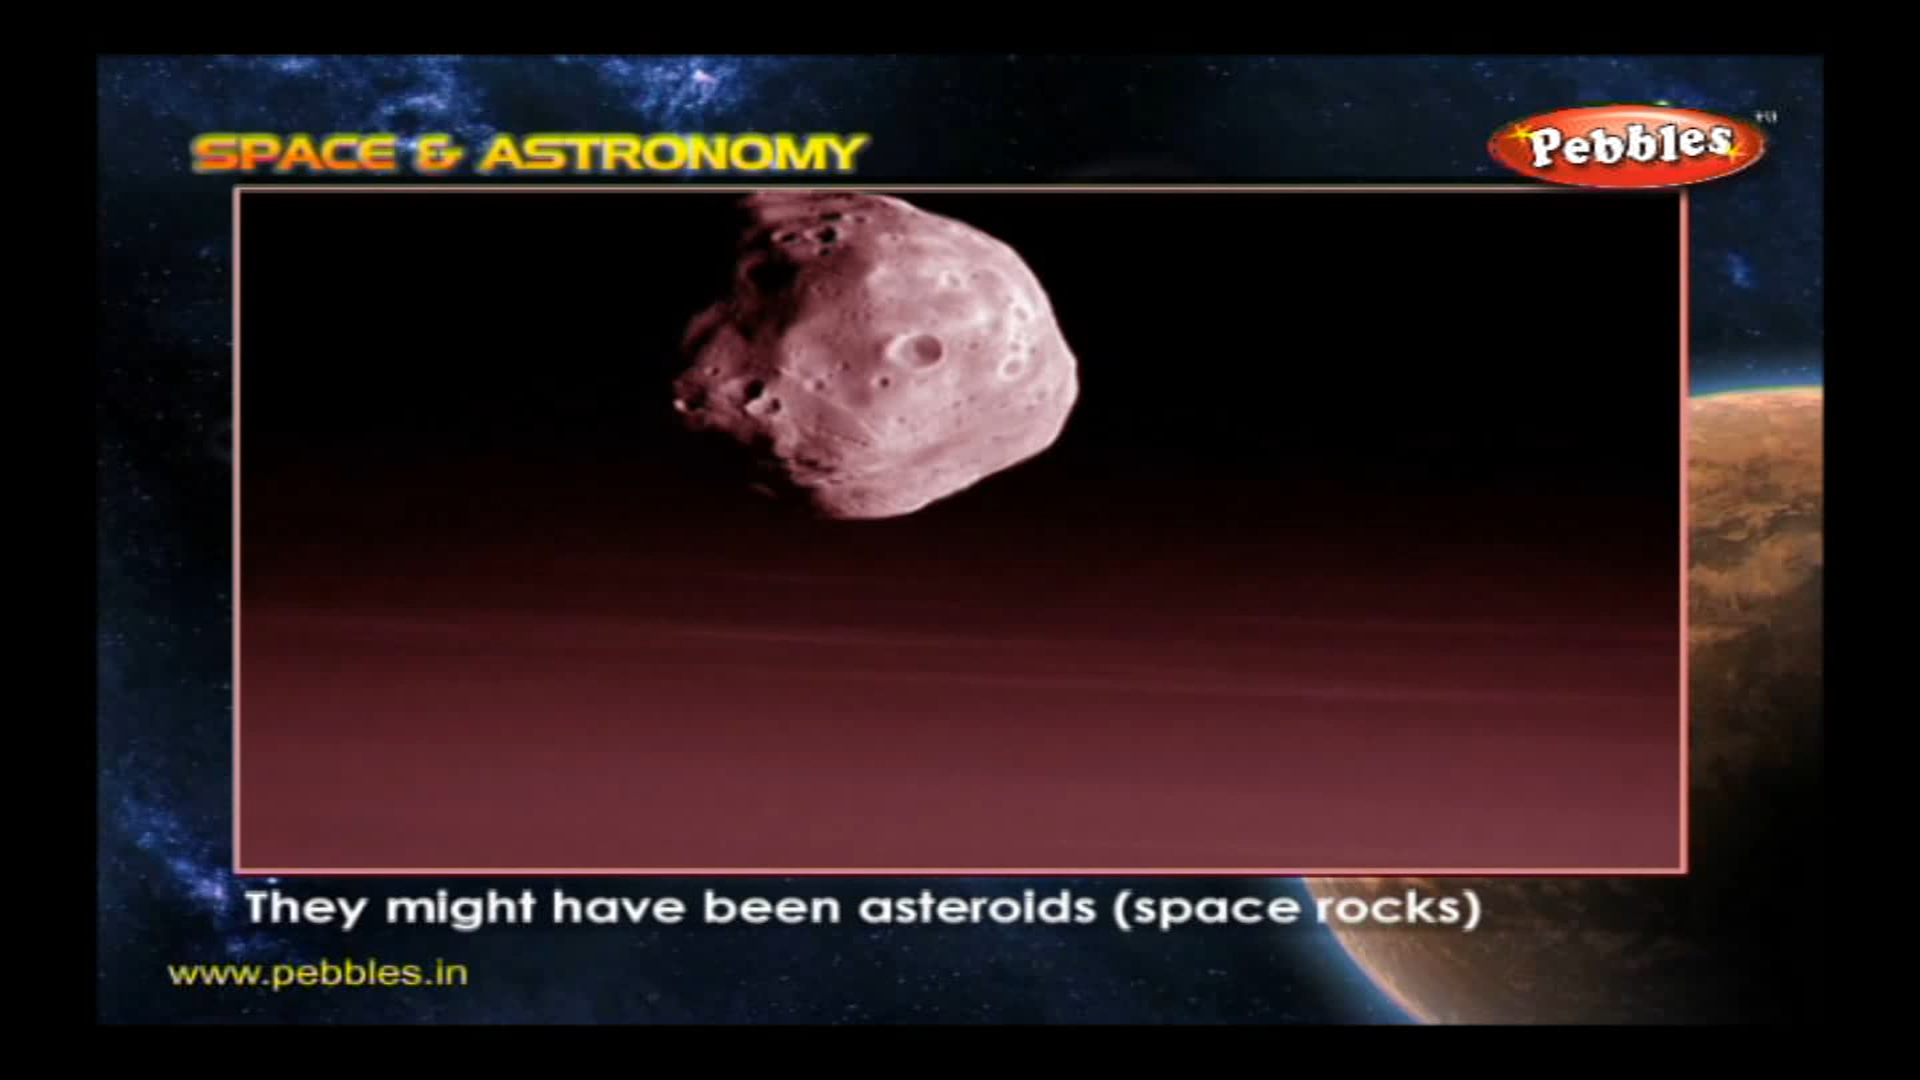 SPACE & ASTRONOMY
Pebbles
They might have been asteroids (space rocks)
www.pebbles.in